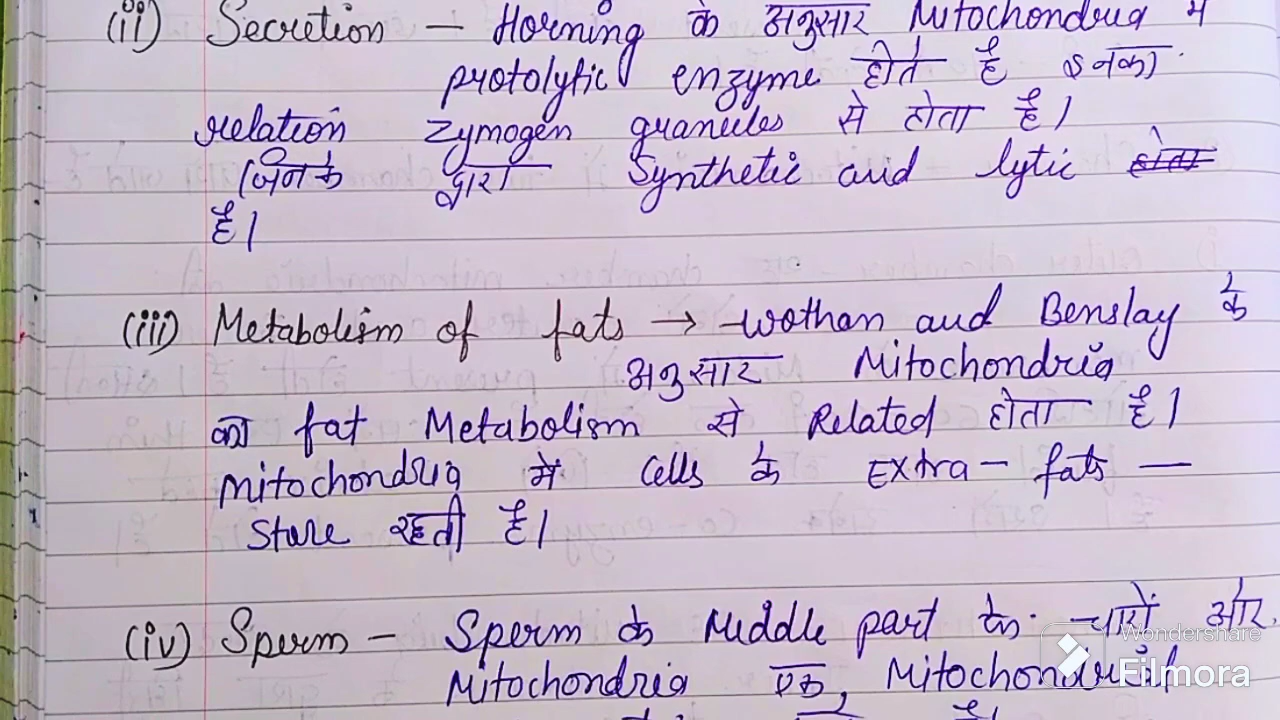 (ii) Secretion – Horning के अनुसार Mitochondria में
protolytic enzyme होते है इनका
relation zymogen granules से होता है।
जिनके द्वारा Synthetic and lytic होता
है।
(iii) Metabolism of fats → wothan and Benslay के
अनुसार Mitochondria
का fat Metabolism से Related होता है।
Mitochondria में Cells के Extra – fats –
Store रहती है।
(iv) Sperm – Sperm के Middle part के चारों ओर
Mitochondria एक, Mitochondrial
है।
Wondershare
Filmora